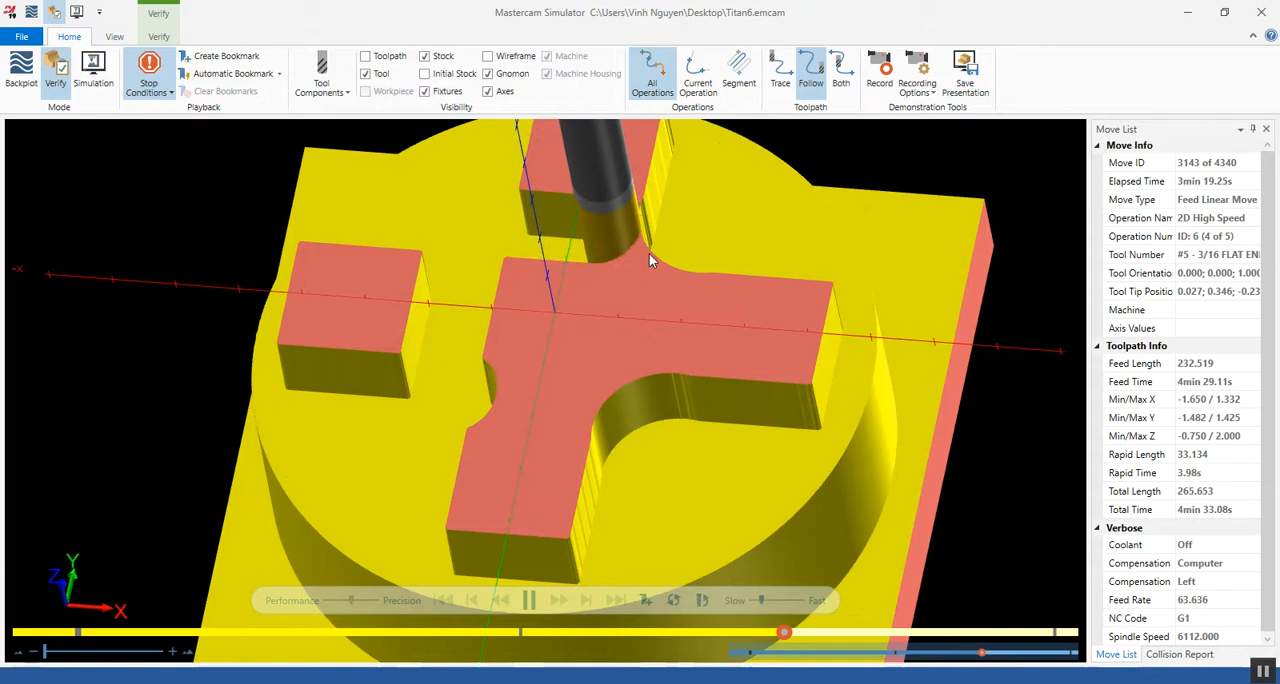 Verify
Mastercam Simulator C:\Users\Vinh Nguyen\Desktop\Titan6.emcam
File
Home
View
Verify
Backplot
Verify
Simulation
Mode
Stop
Conditions
Create Bookmark
Automatic Bookmark
Clear Bookmarks
Playback
Tool
Components
Toolpath
Stock
Wireframe
Machine
Tool
Initial Stock
Gnomon
Machine Housing
Workpiece
Fixtures
Axes
Visibility
All
Operations
Current
Operation
Segment
Operations
Trace
Follow
Both
Toolpath
Record
Recording
Options
Save
Presentation
Demonstration Tools
-X
Z
Y
X
Performance
Precision
Slow
Fast
Move List
Move Info
Move ID 3143 of 4340
Elapsed Time 3min 19.25s
Move Type Feed Linear Move
Operation Nam 2D High Speed
Operation Num ID: 6 (4 of 5)
Tool Number #5 - 3/16 FLAT EN
Tool Orientatio 0.000; 0.000; 1.000
Tool Tip Positio 0.027; 0.346; -0.23
Machine
Axis Values
Toolpath Info
Feed Length 232.519
Feed Time 4min 29.11s
Min/Max X -1.650 / 1.332
Min/Max Y -1.482 / 1.425
Min/Max Z -0.750 / 2.000
Rapid Length 33.134
Rapid Time 3.98s
Total Length 265.653
Total Time 4min 33.08s
Verbose
Coolant Off
Compensation Computer
Compensation Left
Feed Rate 63.636
NC Code G1
Spindle Speed 6112.000
Move List
Collision Report